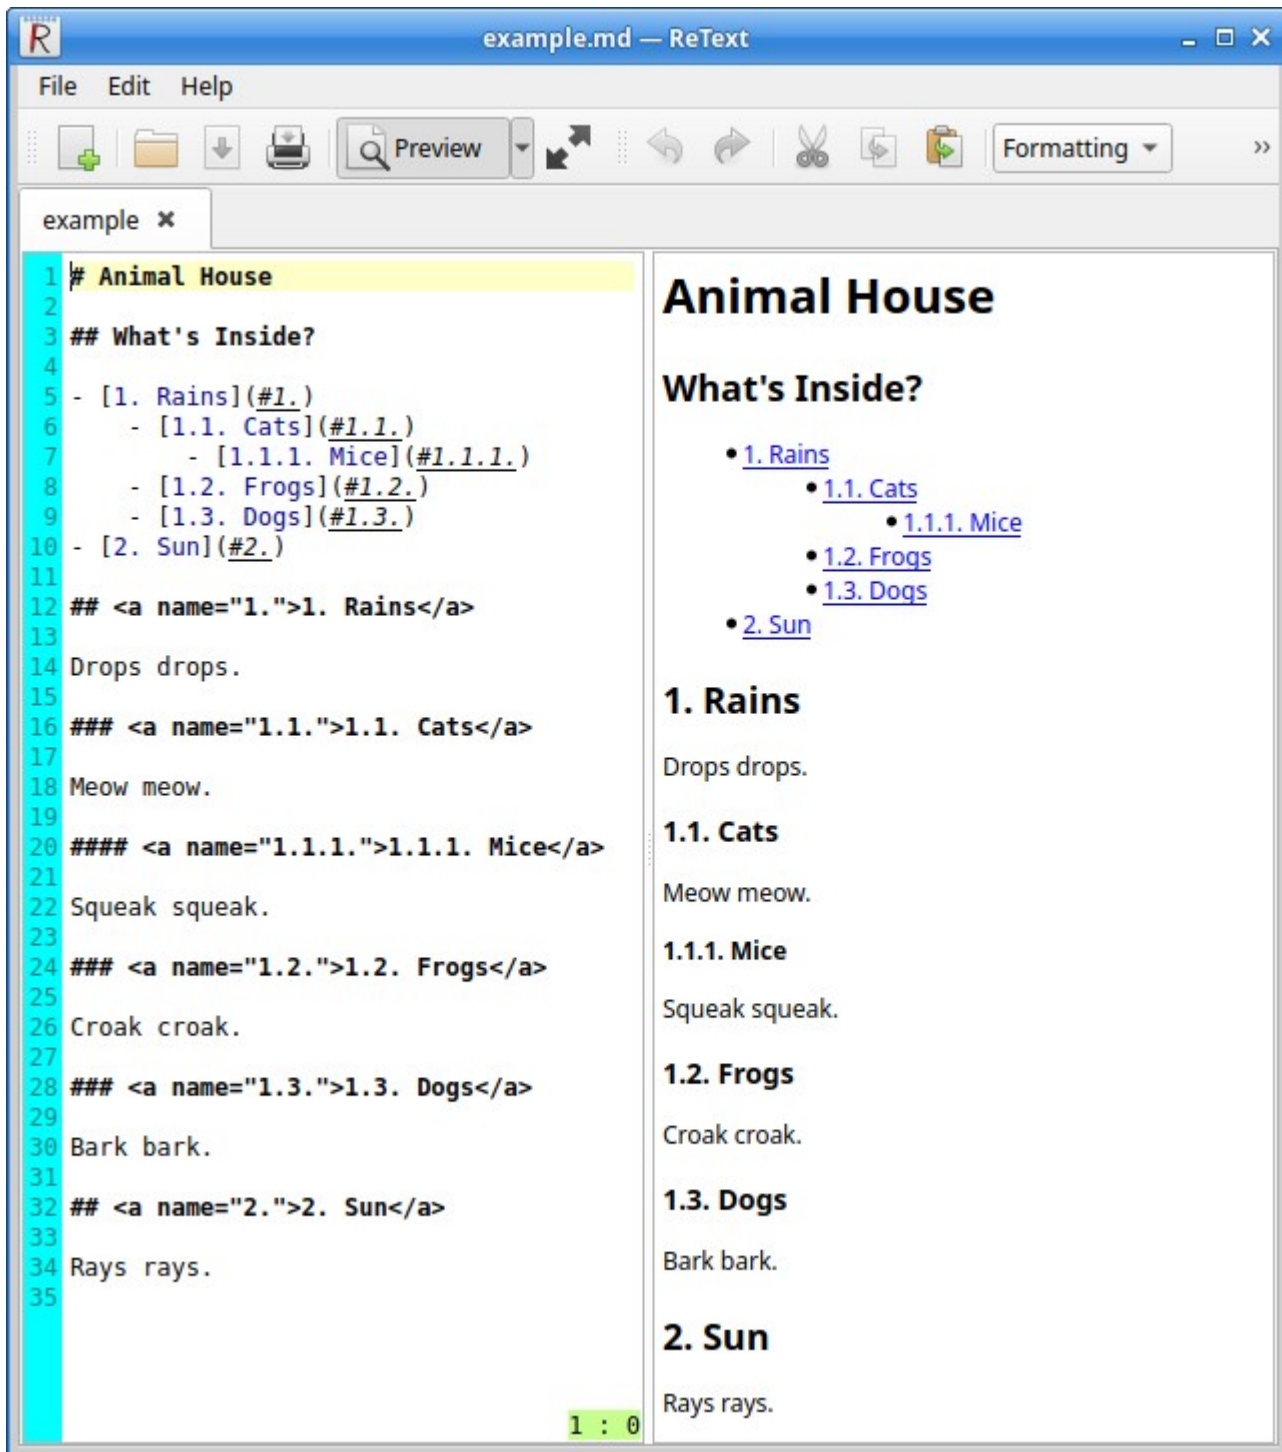 example.md — ReText
File Edit Help
Preview Formatting »
example
1 # Animal House
2
3 ## What's Inside?
4
5 - [1. Rains](#1.)
6     - [1.1. Cats](#1.1.)
7         - [1.1.1. Mice](#1.1.1.)
8     - [1.2. Frogs](#1.2.)
9     - [1.3. Dogs](#1.3.)
10 - [2. Sun](#2.)
11
12 ## <a name="1.">1. Rains</a>
13
14 Drops drops.
15
16 ### <a name="1.1.">1.1. Cats</a>
17
18 Meow meow.
19
20 #### <a name="1.1.1.">1.1.1. Mice</a>
21
22 Squeak squeak.
23
24 ### <a name="1.2.">1.2. Frogs</a>
25
26 Croak croak.
27
28 ### <a name="1.3.">1.3. Dogs</a>
29
30 Bark bark.
31
32 ## <a name="2.">2. Sun</a>
33
34 Rays rays.
35
1 : 0
Animal House
What's Inside?
• 1. Rains
• 1.1. Cats
• 1.1.1. Mice
• 1.2. Frogs
• 1.3. Dogs
• 2. Sun
1. Rains
Drops drops.
1.1. Cats
Meow meow.
1.1.1. Mice
Squeak squeak.
1.2. Frogs
Croak croak.
1.3. Dogs
Bark bark.
2. Sun
Rays rays.